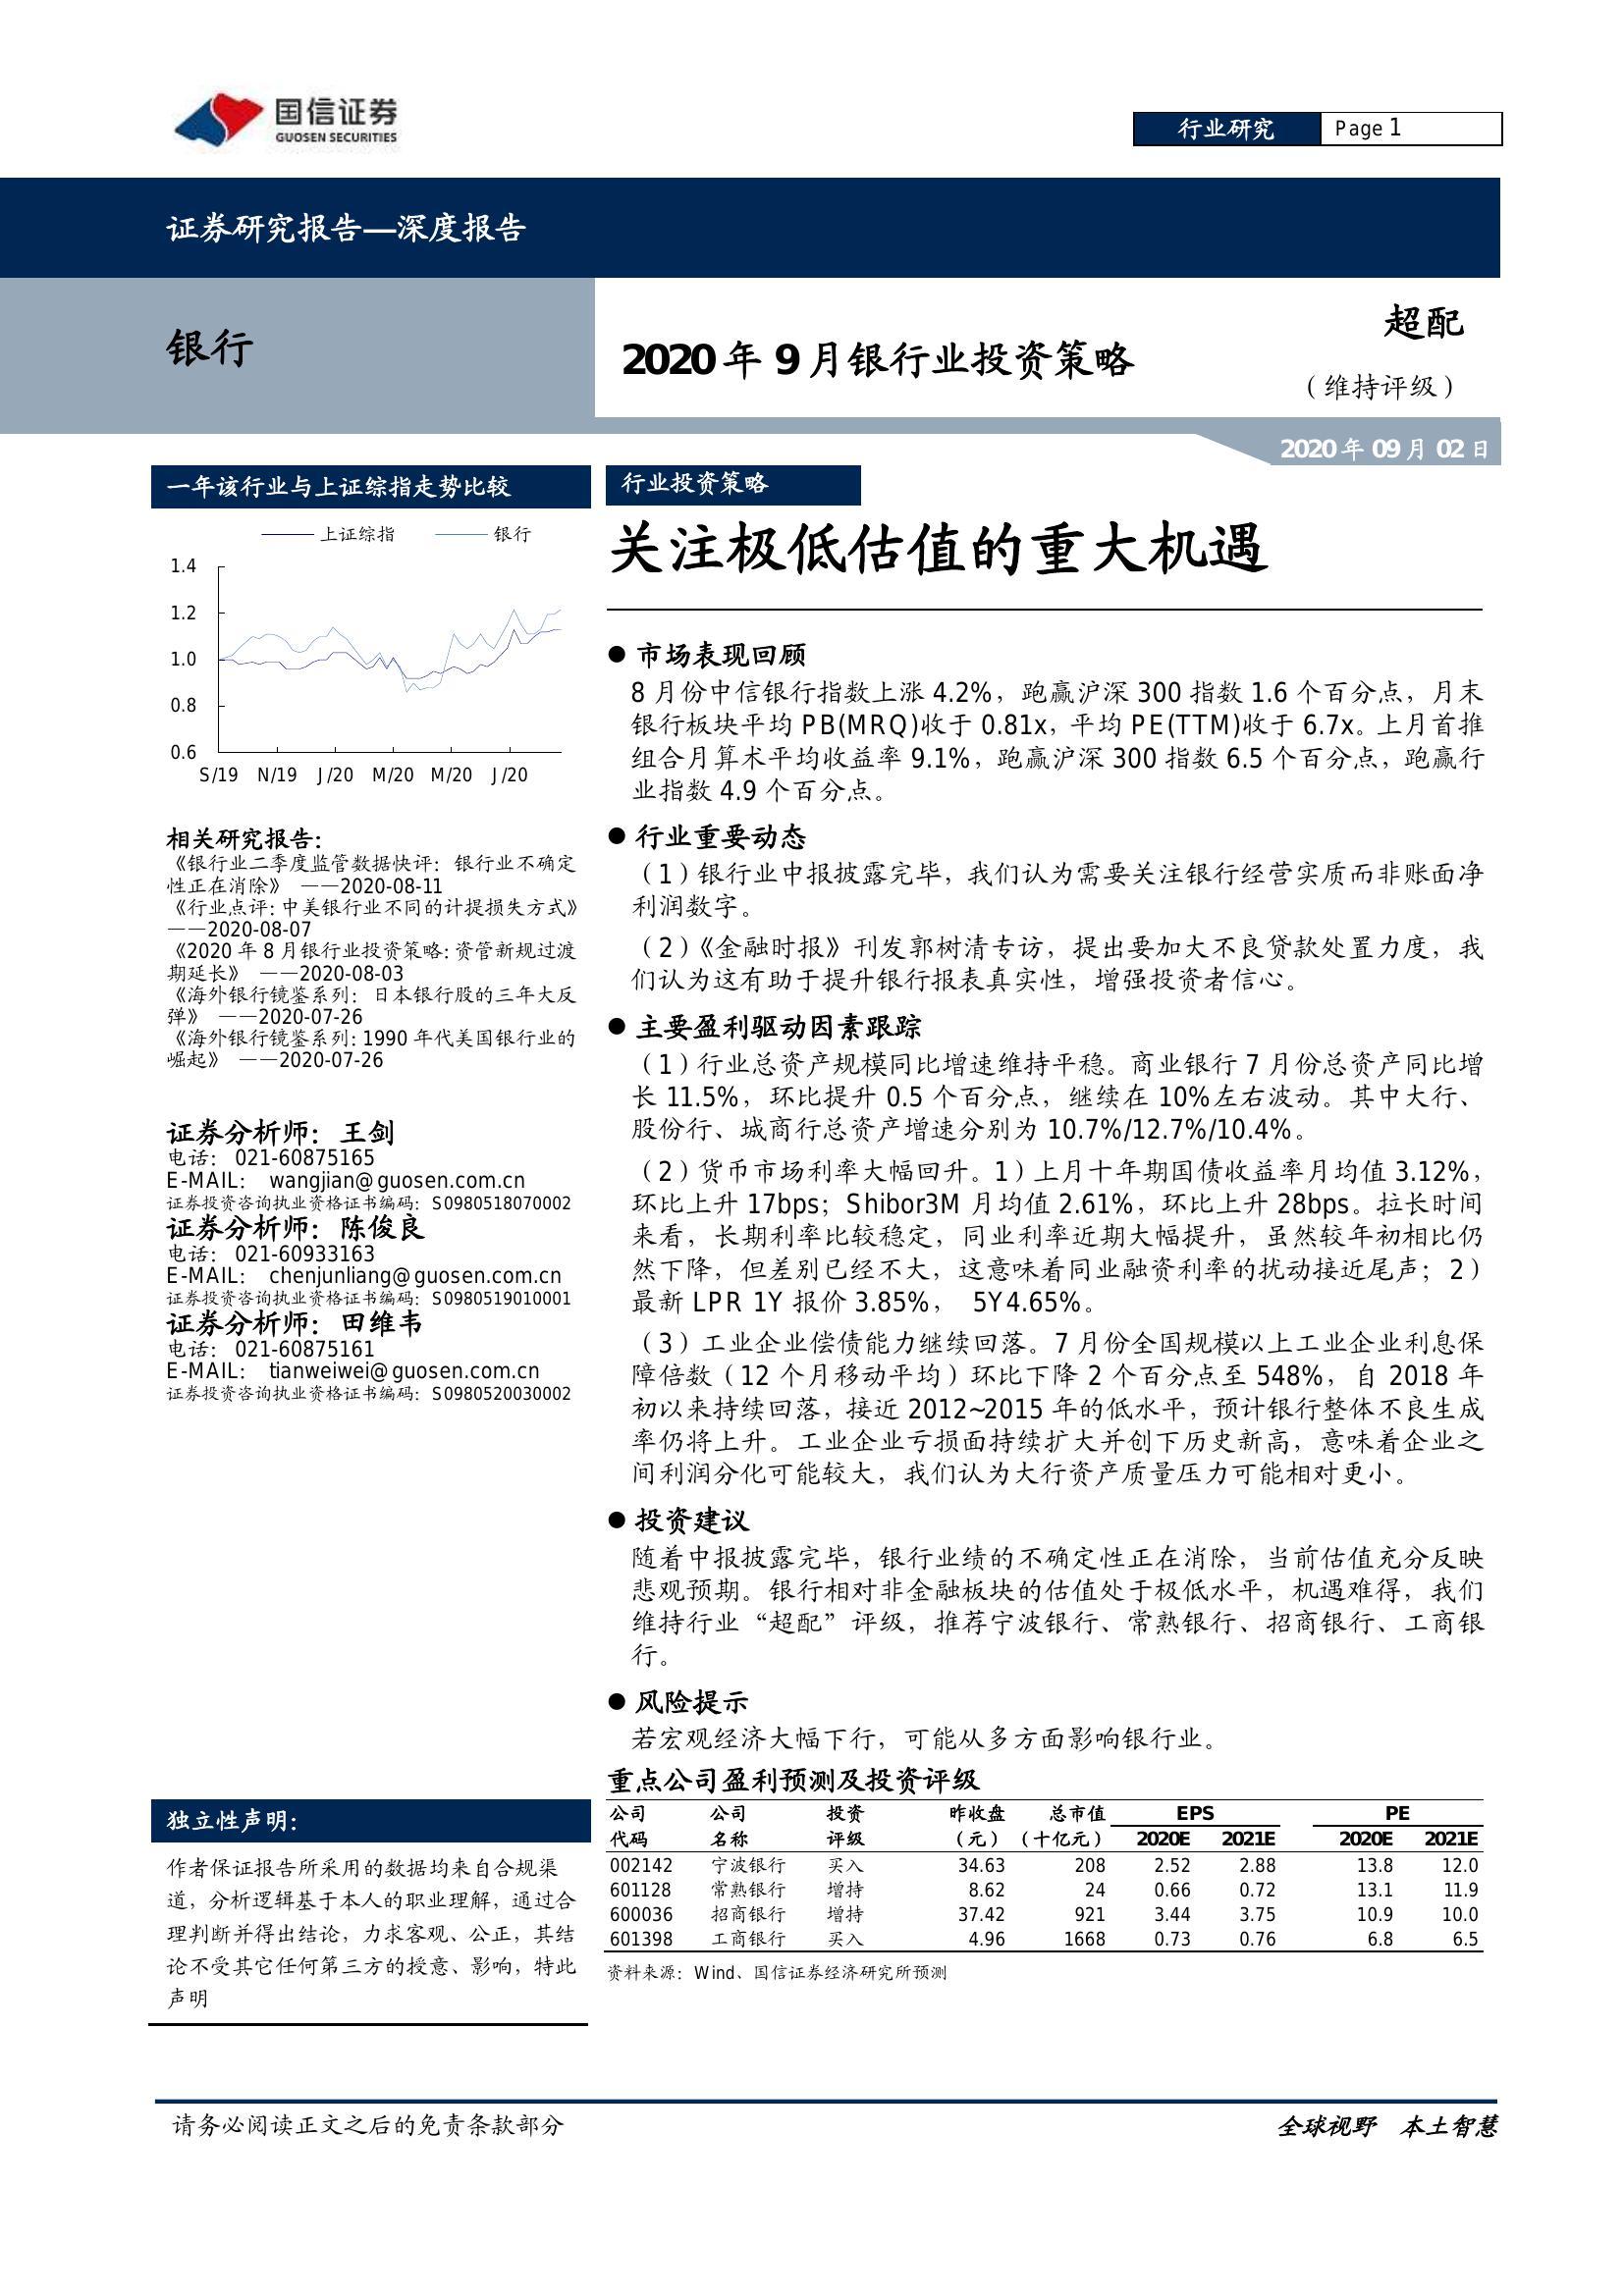 国信证券
GUOSEN SECURITIES
行业研究
Page 1
证券研究报告—深度报告
银行
2020年9月银行业投资策略
超配
（维持评级）
2020年09月02日
一年该行业与上证综指走势比较
上证综指 银行
1.4
1.2
1.0
0.8
0.6
S/19 N/19 J/20 M/20 M/20 J/20
相关研究报告：
《银行业二季度监管数据快评：银行业不确定
性正在消除》 ——2020-08-11
《行业点评：中美银行业不同的计提损失方式》
——2020-08-07
《2020年8月银行业投资策略：资管新规过渡
期延长》 ——2020-08-03
《海外银行镜鉴系列：日本银行股的三年大反
弹》 ——2020-07-26
《海外银行镜鉴系列：1990年代美国银行业的
崛起》 ——2020-07-26
证券分析师：王剑
电话： 021-60875165
E-MAIL： wangjian@guosen.com.cn
证券投资咨询执业资格证书编码：S0980518070002
证券分析师：陈俊良
电话： 021-60933163
E-MAIL： chenjunliang@guosen.com.cn
证券投资咨询执业资格证书编码：S0980519010001
证券分析师：田维韦
电话： 021-60875161
E-MAIL： tianweiwei@guosen.com.cn
证券投资咨询执业资格证书编码：S0980520030002
独立性声明：
作者保证报告所采用的数据均来自合规渠
道，分析逻辑基于本人的职业理解，通过合
理判断并得出结论，力求客观、公正，其结
论不受其它任何第三方的授意、影响，特此
声明
行业投资策略
关注极低估值的重大机遇
● 市场表现回顾
8月份中信银行指数上涨4.2%，跑赢沪深300指数1.6个百分点，月末
银行板块平均PB(MRQ)收于0.81x，平均PE(TTM)收于6.7x。上月首推
组合月算术平均收益率9.1%，跑赢沪深300指数6.5个百分点，跑赢行
业指数4.9个百分点。
● 行业重要动态
（1）银行业中报披露完毕，我们认为需要关注银行经营实质而非账面净
利润数字。
（2）《金融时报》刊发郭树清专访，提出要加大不良贷款处置力度，我
们认为这有助于提升银行报表真实性，增强投资者信心。
● 主要盈利驱动因素跟踪
（1）行业总资产规模同比增速维持平稳。商业银行7月份总资产同比增
长11.5%，环比提升0.5个百分点，继续在10%左右波动。其中大行、
股份行、城商行总资产增速分别为10.7%/12.7%/10.4%。
（2）货币市场利率大幅回升。1）上月十年期国债收益率月均值3.12%，
环比上升17bps；Shibor3M月均值2.61%，环比上升28bps。拉长时间
来看，长期利率比较稳定，同业利率近期大幅提升，虽然较年初相比仍
然下降，但差别已经不大，这意味着同业融资利率的扰动接近尾声；2）
最新LPR 1Y报价3.85%， 5Y4.65%。
（3）工业企业偿债能力继续回落。7月份全国规模以上工业企业利息保
障倍数（12个月移动平均）环比下降2个百分点至548%，自2018年
初以来持续回落，接近2012~2015年的低水平，预计银行整体不良生成
率仍将上升。工业企业亏损面持续扩大并创下历史新高，意味着企业之
间利润分化可能较大，我们认为大行资产质量压力可能相对更小。
● 投资建议
随着中报披露完毕，银行业绩的不确定性正在消除，当前估值充分反映
悲观预期。银行相对非金融板块的估值处于极低水平，机遇难得，我们
维持行业“超配”评级，推荐宁波银行、常熟银行、招商银行、工商银
行。
● 风险提示
若宏观经济大幅下行，可能从多方面影响银行业。
重点公司盈利预测及投资评级
公司 公司 投资 昨收盘 总市值 EPS PE
代码 名称 评级 （元） （十亿元） 2020E 2021E 2020E 2021E
002142 宁波银行 买入 34.63 208 2.52 2.88 13.8 12.0
601128 常熟银行 增持 8.62 24 0.66 0.72 13.1 11.9
600036 招商银行 增持 37.42 921 3.44 3.75 10.9 10.0
601398 工商银行 买入 4.96 1668 0.73 0.76 6.8 6.5
资料来源：Wind、国信证券经济研究所预测
请务必阅读正文之后的免责条款部分
全球视野 本土智慧